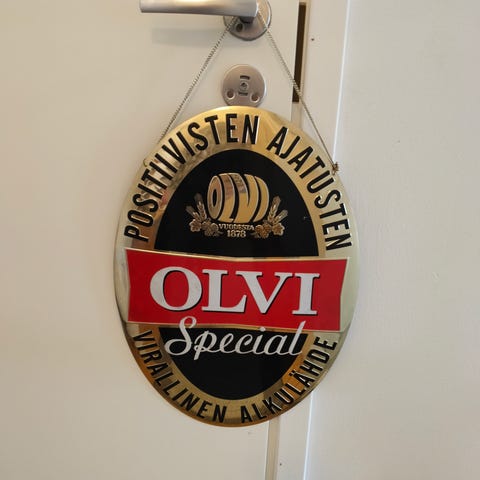 POSITIIVISTEN AJATUSTEN
OLVI
VUODESTA
1878
OLVI
Special
VIRALLINEN ALKULÄHDE